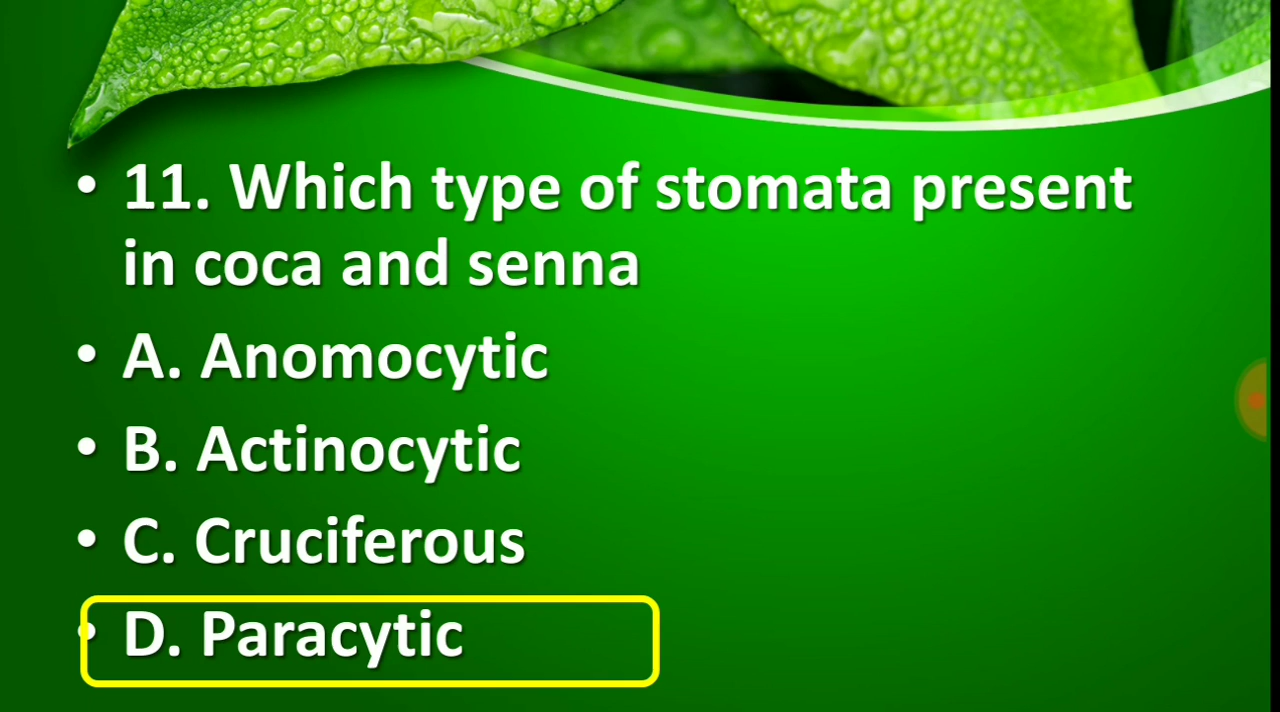 • 11. Which type of stomata present
in coca and senna
• A. Anomocytic
• B. Actinocytic
• C. Cruciferous
• D. Paracytic